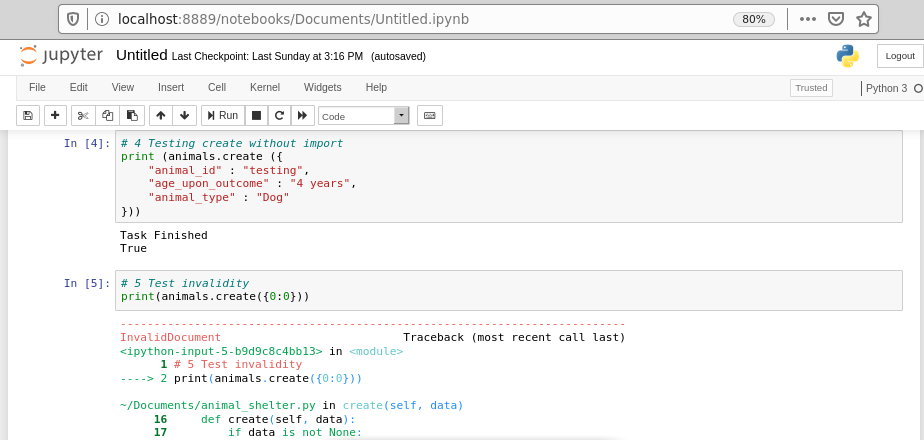 localhost:8889/notebooks/Documents/Untitled.ipynb 80%
jupyter Untitled Last Checkpoint: Last Sunday at 3:16 PM (autosaved) Logout
File Edit View Insert Cell Kernel Widgets Help Trusted Python 3
Run Code
In [4]: # 4 Testing create without import
print (animals.create ({
"animal_id" : "testing",
"age_upon_outcome" : "4 years",
"animal_type" : "Dog"
}))
Task Finished
True
In [5]: # 5 Test invalidity
print(animals.create({0:0}))
---------------------------------------------------------------------------
InvalidDocument Traceback (most recent call last)
<ipython-input-5-b9d9c8c4bb13> in <module>
1 # 5 Test invalidity
----> 2 print(animals.create({0:0}))
~/Documents/animal_shelter.py in create(self, data)
16 def create(self, data):
17 if data is not None: